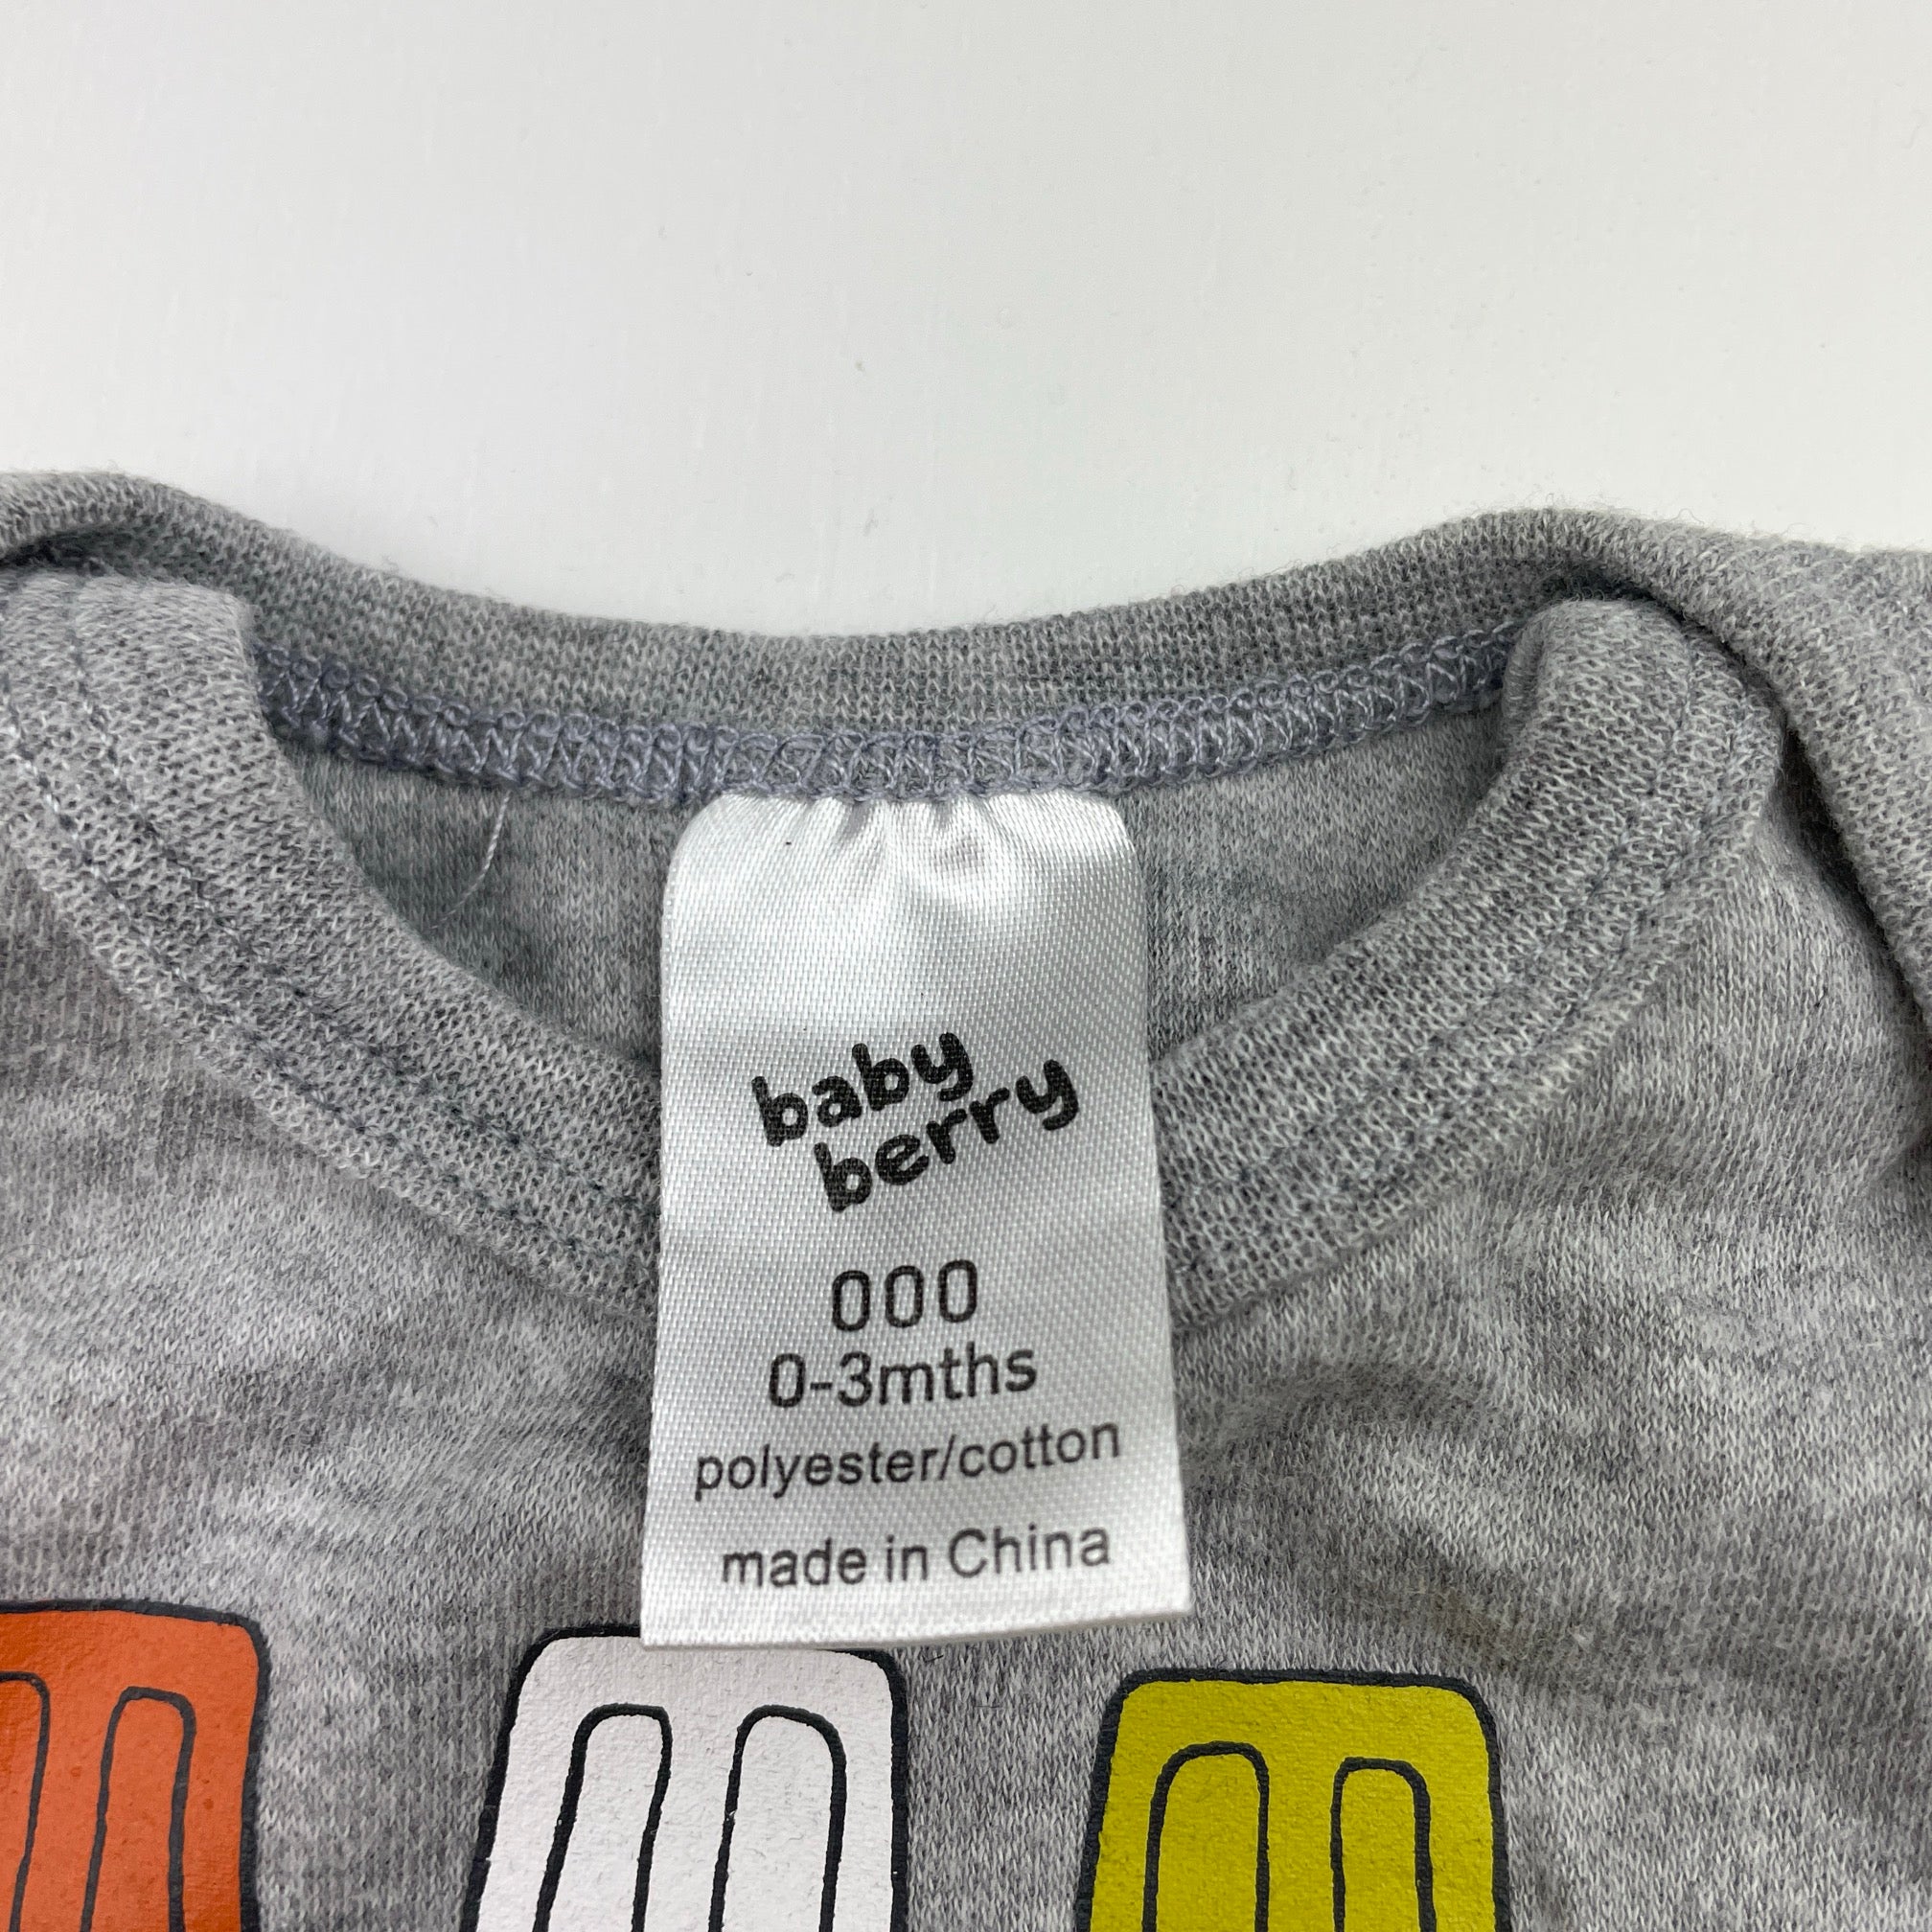 baby
berry
000
0-3mths
polyester/cotton
made in China